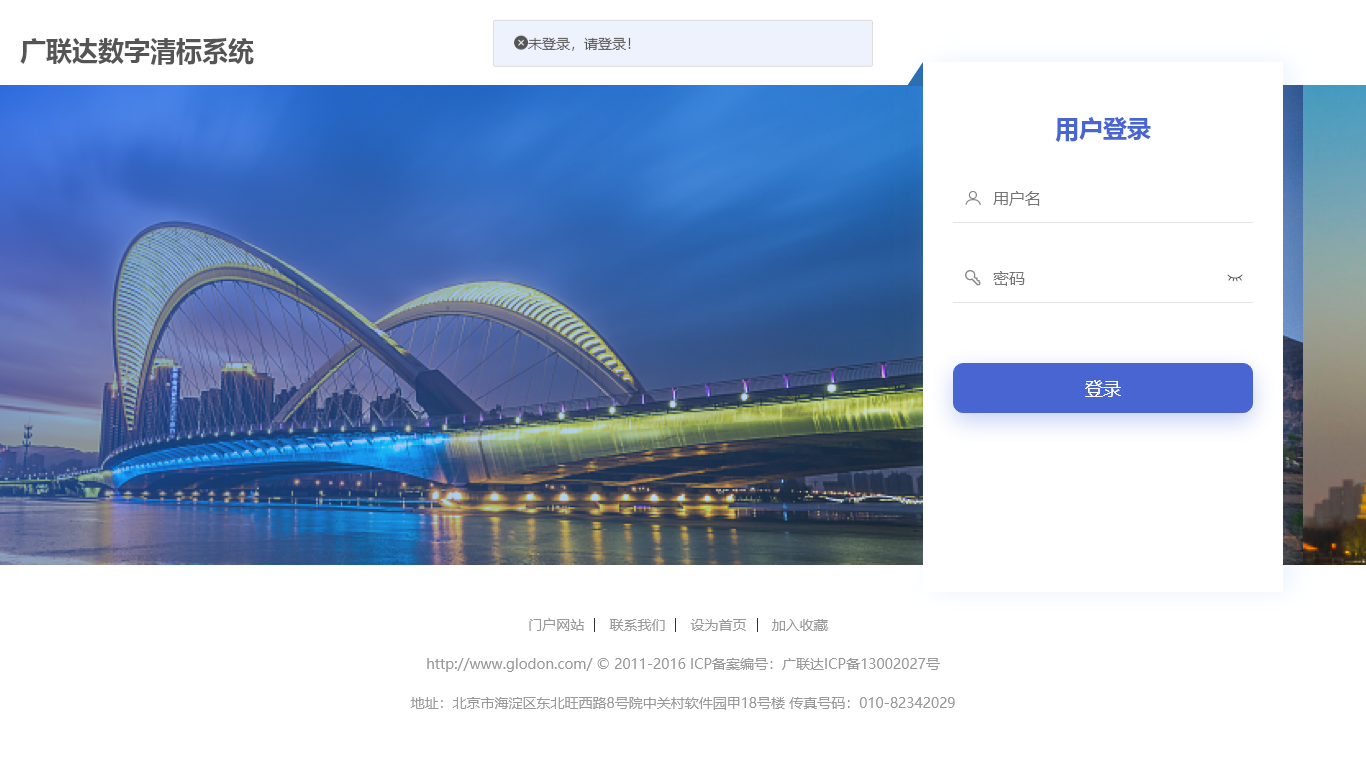 广联达数字清标系统
未登录，请登录！
用户登录
用户名
密码
登录
门户网站 | 联系我们 | 设为首页 | 加入收藏
http://www.glodon.com/ © 2011-2016 ICP备案编号：广联达ICP备13002027号
地址：北京市海淀区东北旺西路8号院中关村软件园甲18号楼 传真号码：010-82342029